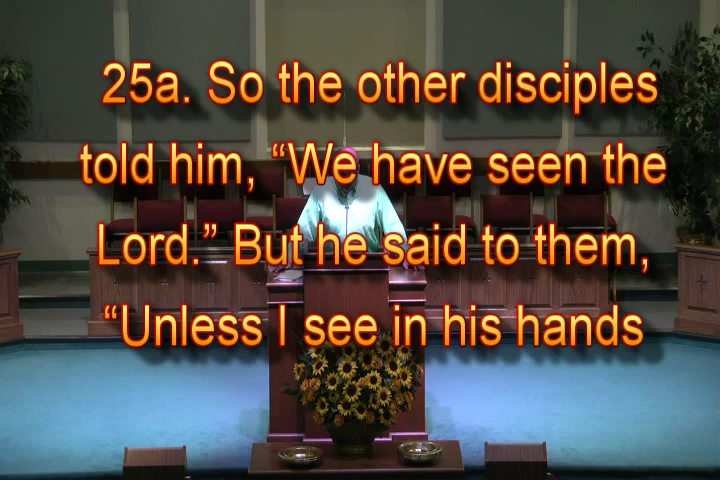 25a. So the other disciples
told him, “We have seen the
Lord.” But he said to them,
“Unless I see in his hands